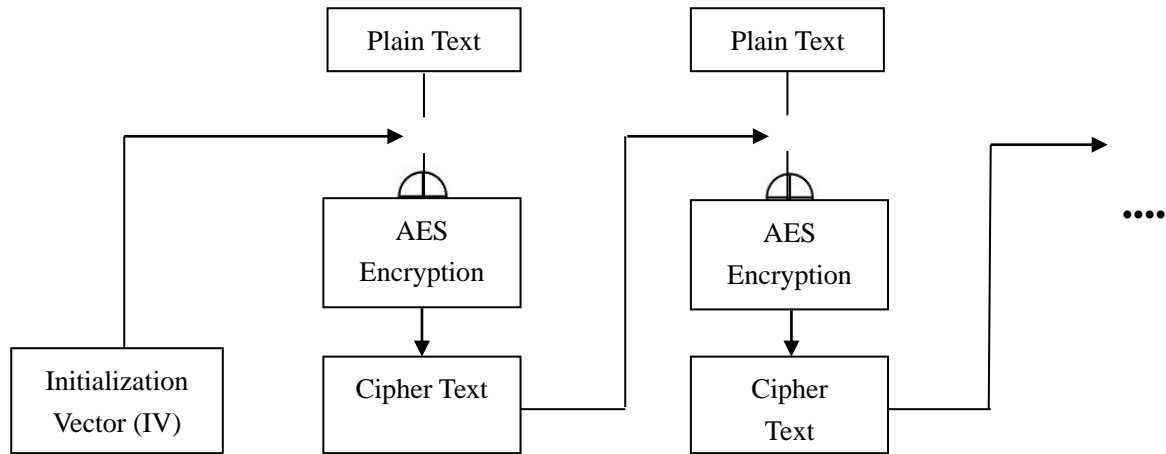 Plain Text
Plain Text
AES
Encryption
AES
Encryption
....
Initialization
Vector (IV)
Cipher Text
Cipher
Text